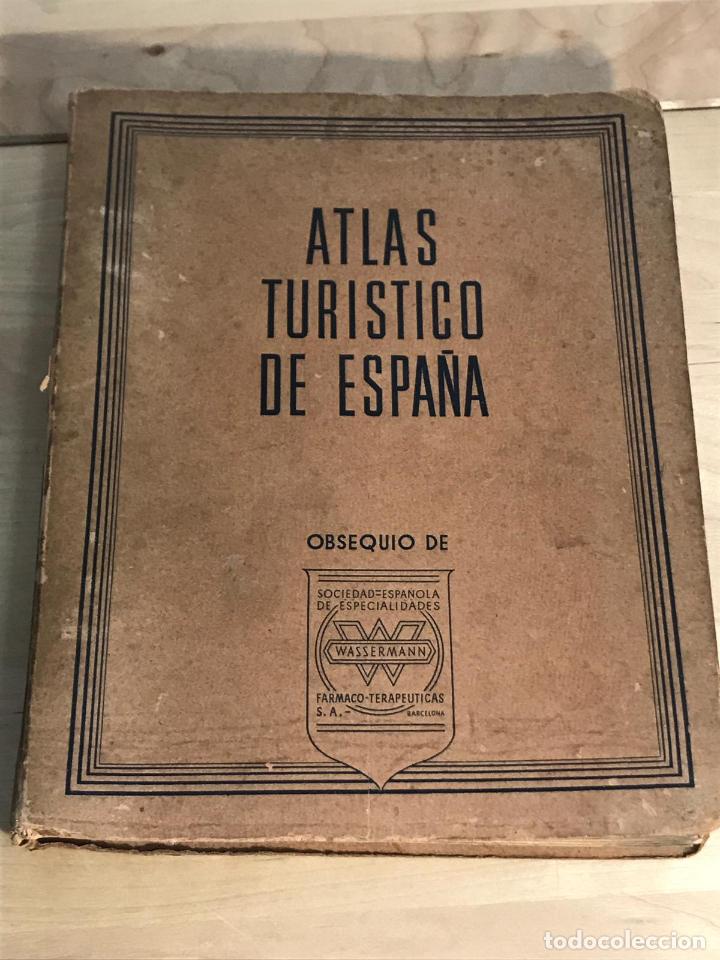 ATLAS
TURISTICO
DE ESPAÑA
OBSEQUIO DE
SOCIEDAD=ESPAÑOLA
DE ESPECIALIDADES
WASSERMANN
FARMACO-TERAPEUTICAS
S.A.- BARCELONA
todocoleccion